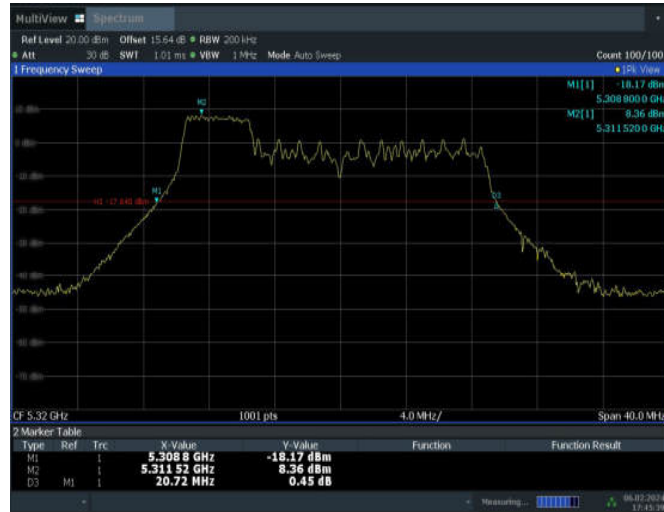 MultiView Spectrum
Ref Level 20.00 dBm Offset 15.64 dB RBW 200 kHz
Att 30 dB SWT 1.01 ms VBW 1 MHz Mode Auto Sweep Count 100/100
1 Frequency Sweep 1Pk View
M1[1] -18.17 dBm
5.308 800 0 GHz
M2[1] 8.36 dBm
5.311 520 0 GHz
M2
M1
D3
CF 5.32 GHz 1001 pts 4.0 MHz/ Span 40.0 MHz
2 Marker Table
Type Ref Trc X-Value Y-Value Function Function Result
M1 1 5.308 8 GHz -18.17 dBm
M2 1 5.311 52 GHz 8.36 dBm
D3 M1 1 20.72 MHz 0.45 dB
Measuring...